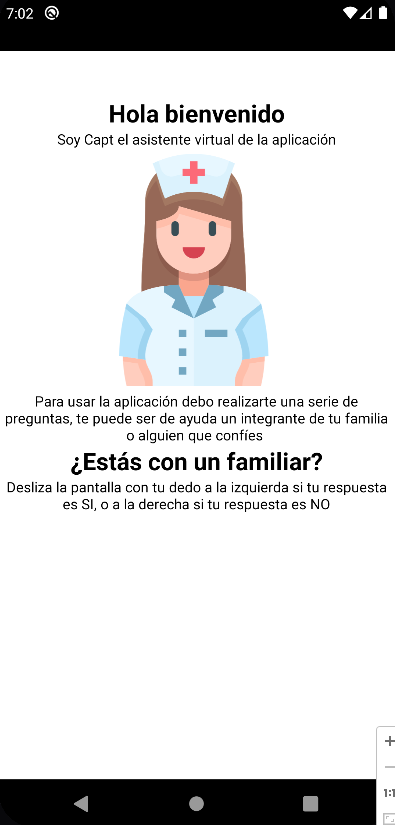 7:02
Hola bienvenido
Soy Capt el asistente virtual de la aplicación
Para usar la aplicación debo realizarte una serie de
preguntas, te puede ser de ayuda un integrante de tu familia
o alguien que confíes
¿Estás con un familiar?
Desliza la pantalla con tu dedo a la izquierda si tu respuesta
es SI, o a la derecha si tu respuesta es NO
1:1